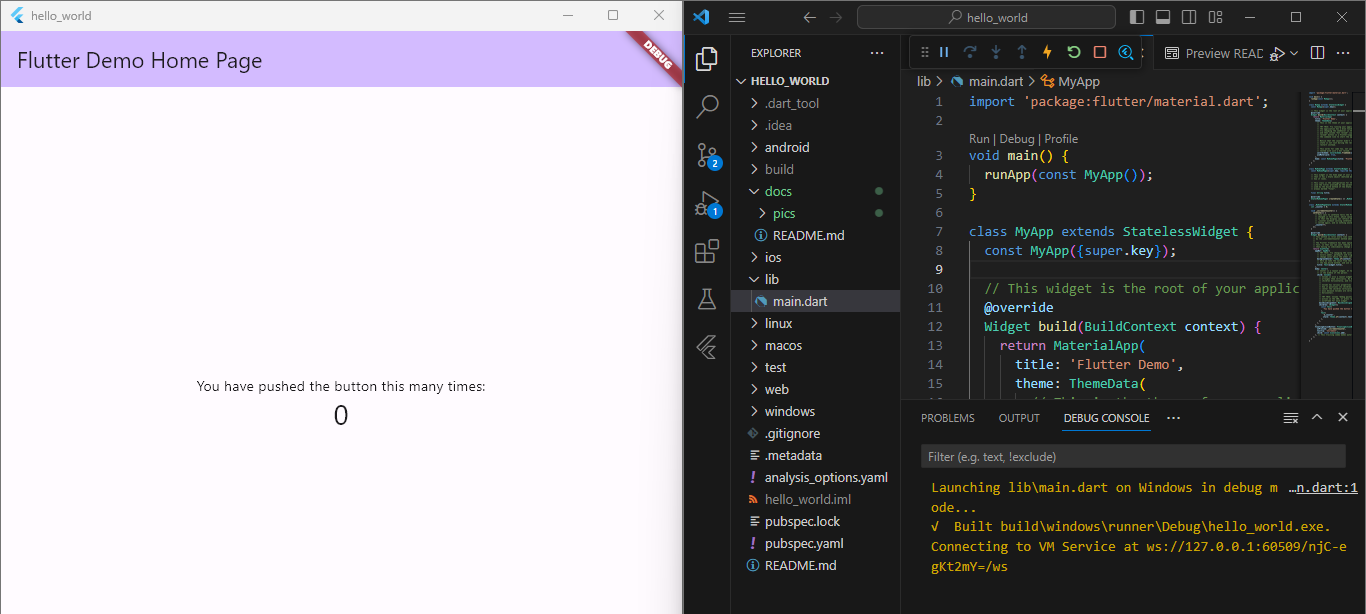 hello_world
Flutter Demo Home Page
DEBUG
You have pushed the button this many times:
0
hello_world
EXPLORER
HELLO_WORLD
.dart_tool
.idea
android
build
docs
pics
README.md
ios
lib
main.dart
linux
macos
test
web
windows
.gitignore
.metadata
analysis_options.yaml
hello_world.iml
pubspec.lock
pubspec.yaml
README.md
2
1
Preview READ
lib > main.dart > MyApp
1 import 'package:flutter/material.dart';
2
Run | Debug | Profile
3 void main() {
4 runApp(const MyApp());
5 }
6
7 class MyApp extends StatelessWidget {
8 const MyApp({super.key});
9
10 // This widget is the root of your applic
11 @override
12 Widget build(BuildContext context) {
13 return MaterialApp(
14 title: 'Flutter Demo',
15 theme: ThemeData(
PROBLEMS OUTPUT DEBUG CONSOLE ...
Filter (e.g. text, !exclude)
Launching lib\main.dart on Windows in debug m …n.dart:1
ode...
√ Built build\windows\runner\Debug\hello_world.exe.
Connecting to VM Service at ws://127.0.0.1:60509/njC-e
gKt2mY=/ws